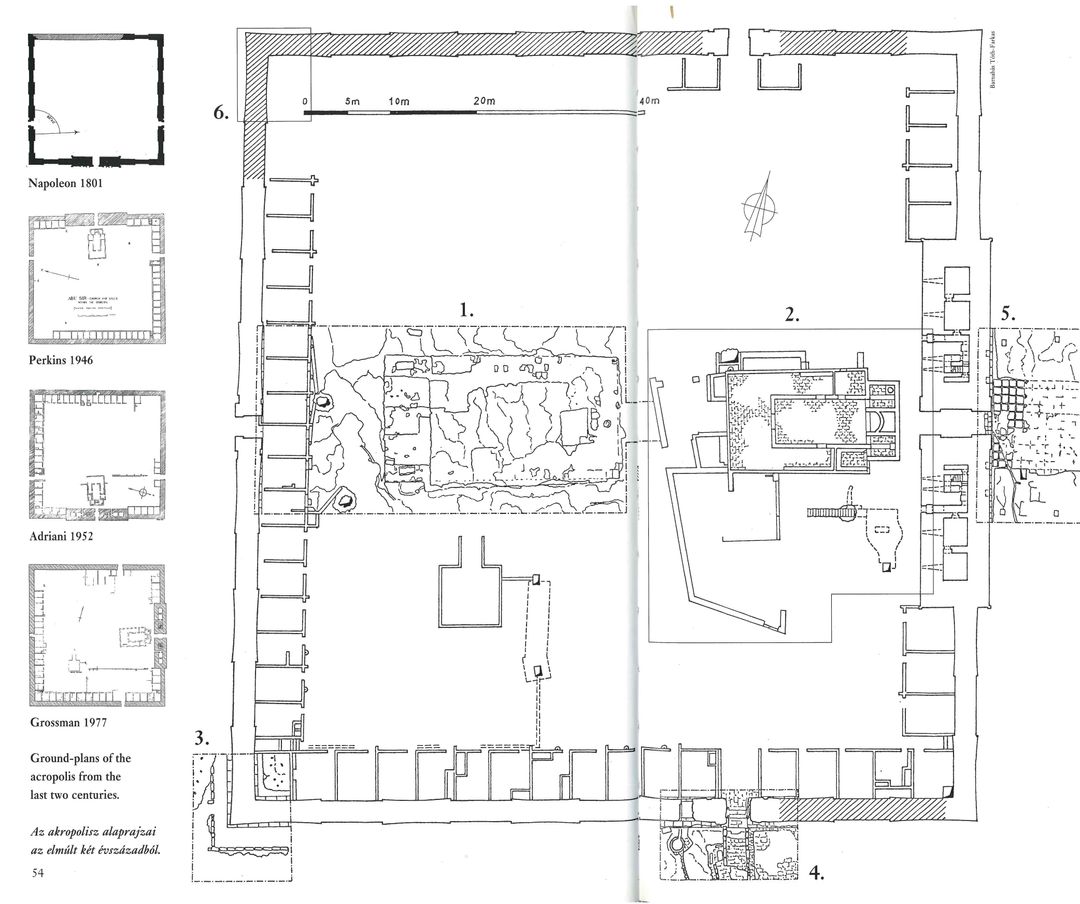 Napoleon 1801
Perkins 1946
Adriani 1952
Grossman 1977
Ground-plans of the
acropolis from the
last two centuries.
Az akropolisz alaprajzai
az elmúlt két évszázadból.
54
6.
0 5m 10m 20m 40m
1.
2.
5.
3.
4.
Barnabás Tóth-Farkas